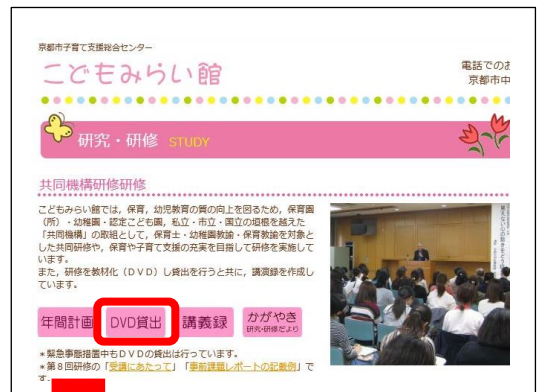 京都市子育て支援総合センター
こどもみらい館
電話でのお
京都市中
研究・研修 STUDY
共同機構研修研修
こどもみらい館では，保育，幼児教育の質の向上を図るため，保育園
（所）・幼稚園・認定こども園，私立・市立・国立の垣根を越えた
「共同機構」の取組として，保育士・幼稚園教諭・保育教諭を対象と
した共同研修や，保育や子育て支援の充実を目指して研修を実施して
います。
また，研修を教材化（ＤＶＤ）し貸出を行うと共に，講演録を作成し
ています。
年間計画
DVD貸出
講義録
かがやき
研究・研修だより
＊緊急事態措置中もＤＶＤの貸出は行っています。
＊第８回研修の「受講にあたって」「事前課題レポートの記載例」で
す。